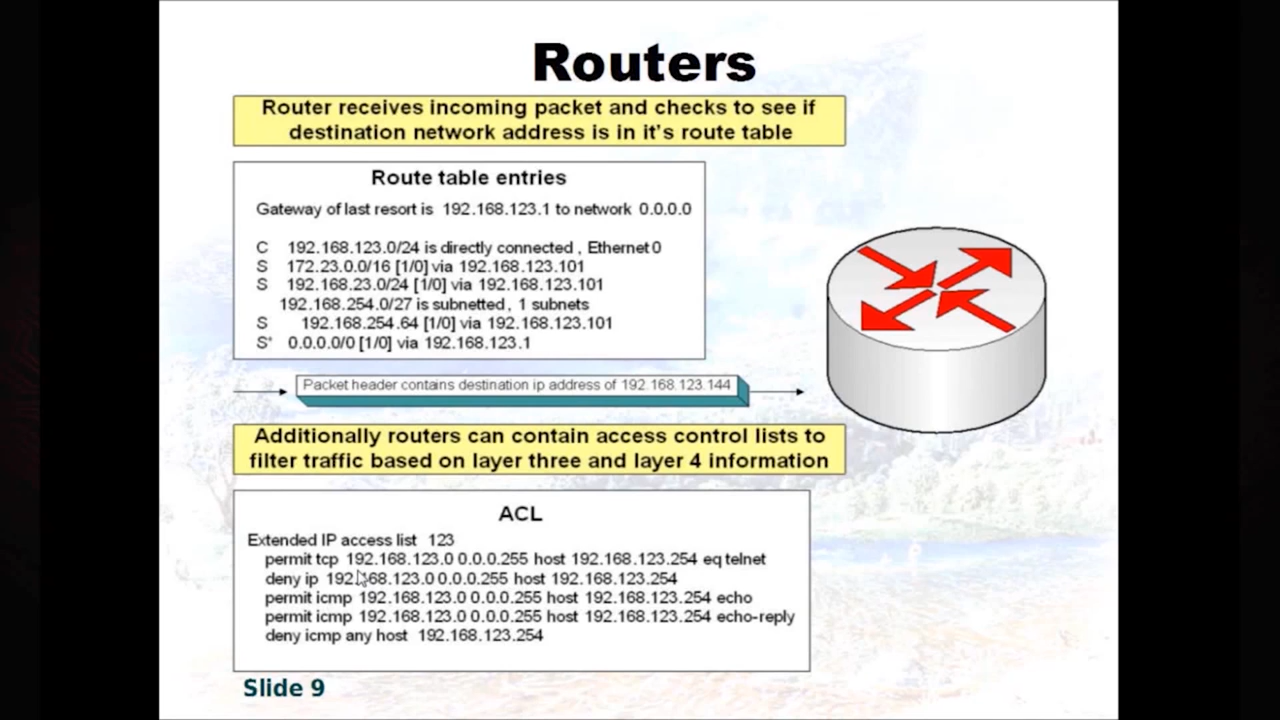 Routers
Router receives incoming packet and checks to see if
destination network address is in it's route table
Route table entries
Gateway of last resort is 192.168.123.1 to network 0.0.0.0
C 192.168.123.0/24 is directly connected , Ethernet0
S 172.23.0.0/16 [1/0] via 192.168.123.101
S 192.168.23.0/24 [1/0] via 192.168.123.101
192.168.254.0/27 is subnetted, 1 subnets
S 192.168.254.64 [1/0] via 192.168.123.101
S* 0.0.0.0/0 [1/0] via 192.168.123.1
Packet header contains destination ip address of 192.168.123.144
Additionally routers can contain access control lists to
filter traffic based on layer three and layer 4 information
ACL
Extended IP access list 123
permit tcp 192.168.123.0 0.0.0.255 host 192.168.123.254 eq telnet
deny ip 192.168.123.0 0.0.0.255 host 192.168.123.254
permit icmp 192.168.123.0 0.0.0.255 host 192.168.123.254 echo
permit icmp 192.168.123.0 0.0.0.255 host 192.168.123.254 echo-reply
deny icmp any host 192.168.123.254
Slide 9